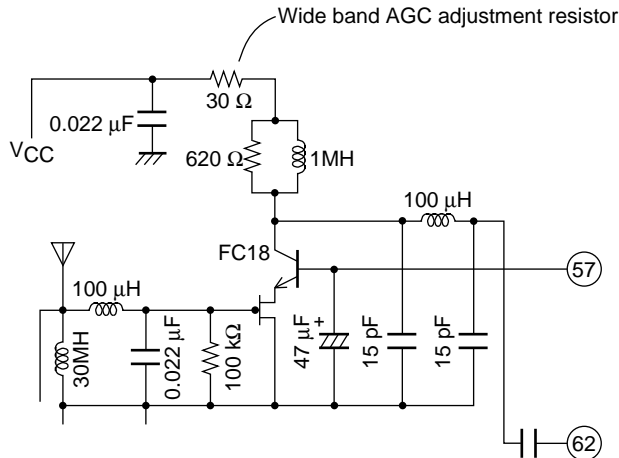 Wide band AGC adjustment resistor
30 Ω
0.022 μF
VCC
620 Ω
1MH
100 μH
FC18
57
100 μH
30MH
0.022 μF
100 kΩ
47 μF
+
15 pF
15 pF
62